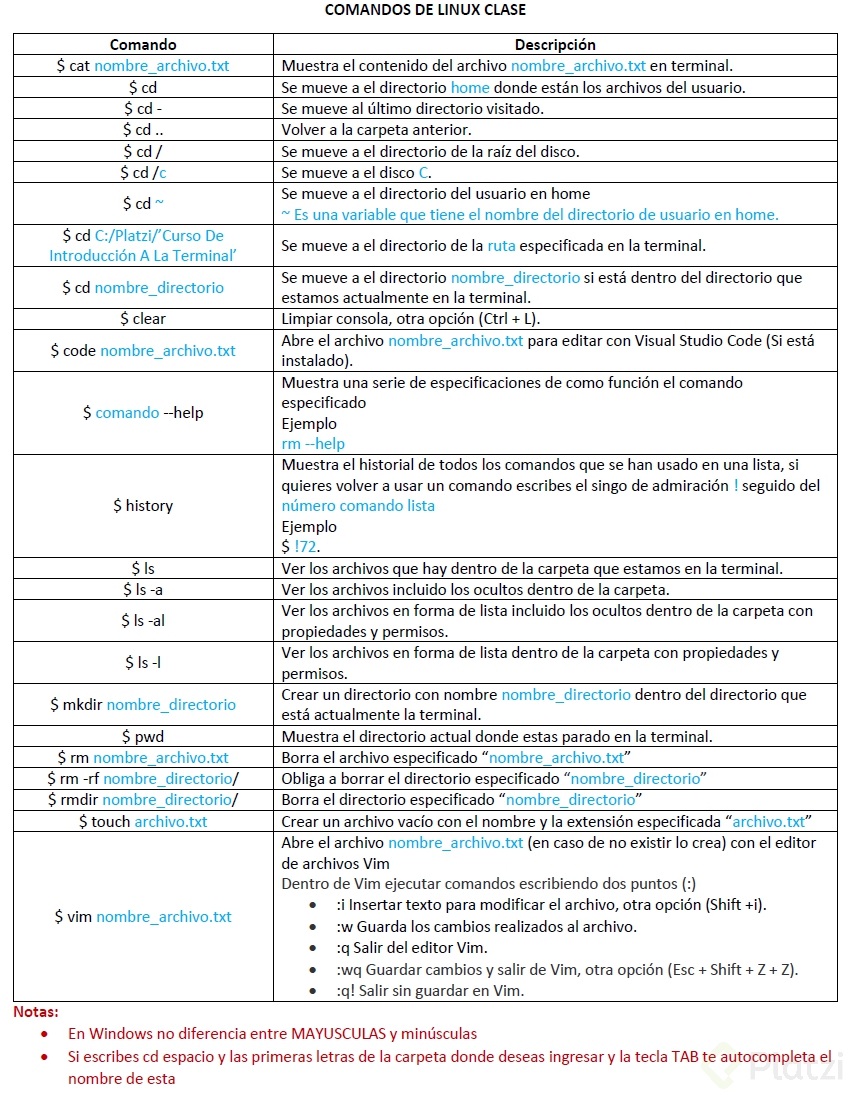 COMANDOS DE LINUX CLASE
Comando
Descripción
$ cat nombre_archivo.txt
Muestra el contenido del archivo nombre_archivo.txt en terminal.
$ cd
Se mueve a el directorio home donde están los archivos del usuario.
$ cd -
Se mueve al último directorio visitado.
$ cd ..
Volver a la carpeta anterior.
$ cd /
Se mueve a el directorio de la raíz del disco.
$ cd /c
Se mueve a el disco C.
$ cd ~
Se mueve a el directorio del usuario en home
~ Es una variable que tiene el nombre del directorio de usuario en home.
$ cd C:/Platzi/’Curso De
Introducción A La Terminal’
Se mueve a el directorio de la ruta especificada en la terminal.
$ cd nombre_directorio
Se mueve a el directorio nombre_directorio si está dentro del directorio que
estamos actualmente en la terminal.
$ clear
Limpiar consola, otra opción (Ctrl + L).
$ code nombre_archivo.txt
Abre el archivo nombre_archivo.txt para editar con Visual Studio Code (Si está
instalado).
$ comando --help
Muestra una serie de especificaciones de como función el comando
especificado
Ejemplo
rm --help
$ history
Muestra el historial de todos los comandos que se han usado en una lista, si
quieres volver a usar un comando escribes el singo de admiración ! seguido del
número comando lista
Ejemplo
$ !72.
$ ls
Ver los archivos que hay dentro de la carpeta que estamos en la terminal.
$ ls -a
Ver los archivos incluido los ocultos dentro de la carpeta.
$ ls -al
Ver los archivos en forma de lista incluido los ocultos dentro de la carpeta con
propiedades y permisos.
$ ls -l
Ver los archivos en forma de lista dentro de la carpeta con propiedades y
permisos.
$ mkdir nombre_directorio
Crear un directorio con nombre nombre_directorio dentro del directorio que
está actualmente la terminal.
$ pwd
Muestra el directorio actual donde estas parado en la terminal.
$ rm nombre_archivo.txt
Borra el archivo especificado “nombre_archivo.txt”
$ rm -rf nombre_directorio/
Obliga a borrar el directorio especificado “nombre_directorio”
$ rmdir nombre_directorio/
Borra el directorio especificado “nombre_directorio”
$ touch archivo.txt
Crear un archivo vacío con el nombre y la extensión especificada “archivo.txt”
$ vim nombre_archivo.txt
Abre el archivo nombre_archivo.txt (en caso de no existir lo crea) con el editor
de archivos Vim
Dentro de Vim ejecutar comandos escribiendo dos puntos (:)
• :i Insertar texto para modificar el archivo, otra opción (Shift +i).
• :w Guarda los cambios realizados al archivo.
• :q Salir del editor Vim.
• :wq Guardar cambios y salir de Vim, otra opción (Esc + Shift + Z + Z).
• :q! Salir sin guardar en Vim.
Notas:
• En Windows no diferencia entre MAYUSCULAS y minúsculas
• Si escribes cd espacio y las primeras letras de la carpeta donde deseas ingresar y la tecla TAB te autocompleta el
nombre de esta
Platzi